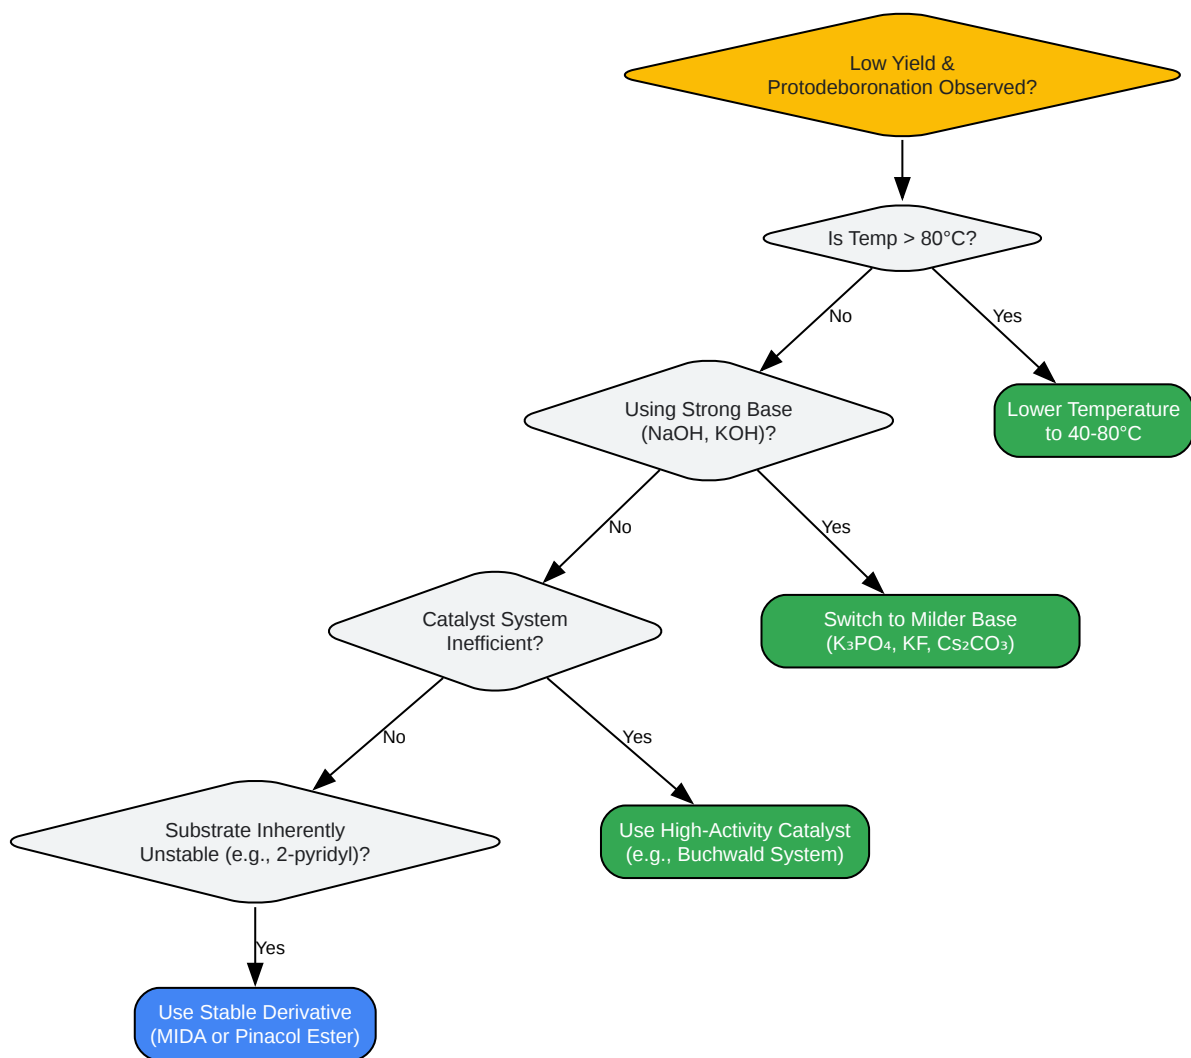 Low Yield &
Protodeboronation Observed?
Is Temp > 80°C?
No
Yes
Using Strong Base
(NaOH, KOH)?
Lower Temperature
to 40-80°C
No
Yes
Catalyst System
Inefficient?
Switch to Milder Base
(K₃PO₄, KF, Cs₂CO₃)
No
Yes
Substrate Inherently
Unstable (e.g., 2-pyridyl)?
Use High-Activity Catalyst
(e.g., Buchwald System)
Yes
Use Stable Derivative
(MIDA or Pinacol Ester)